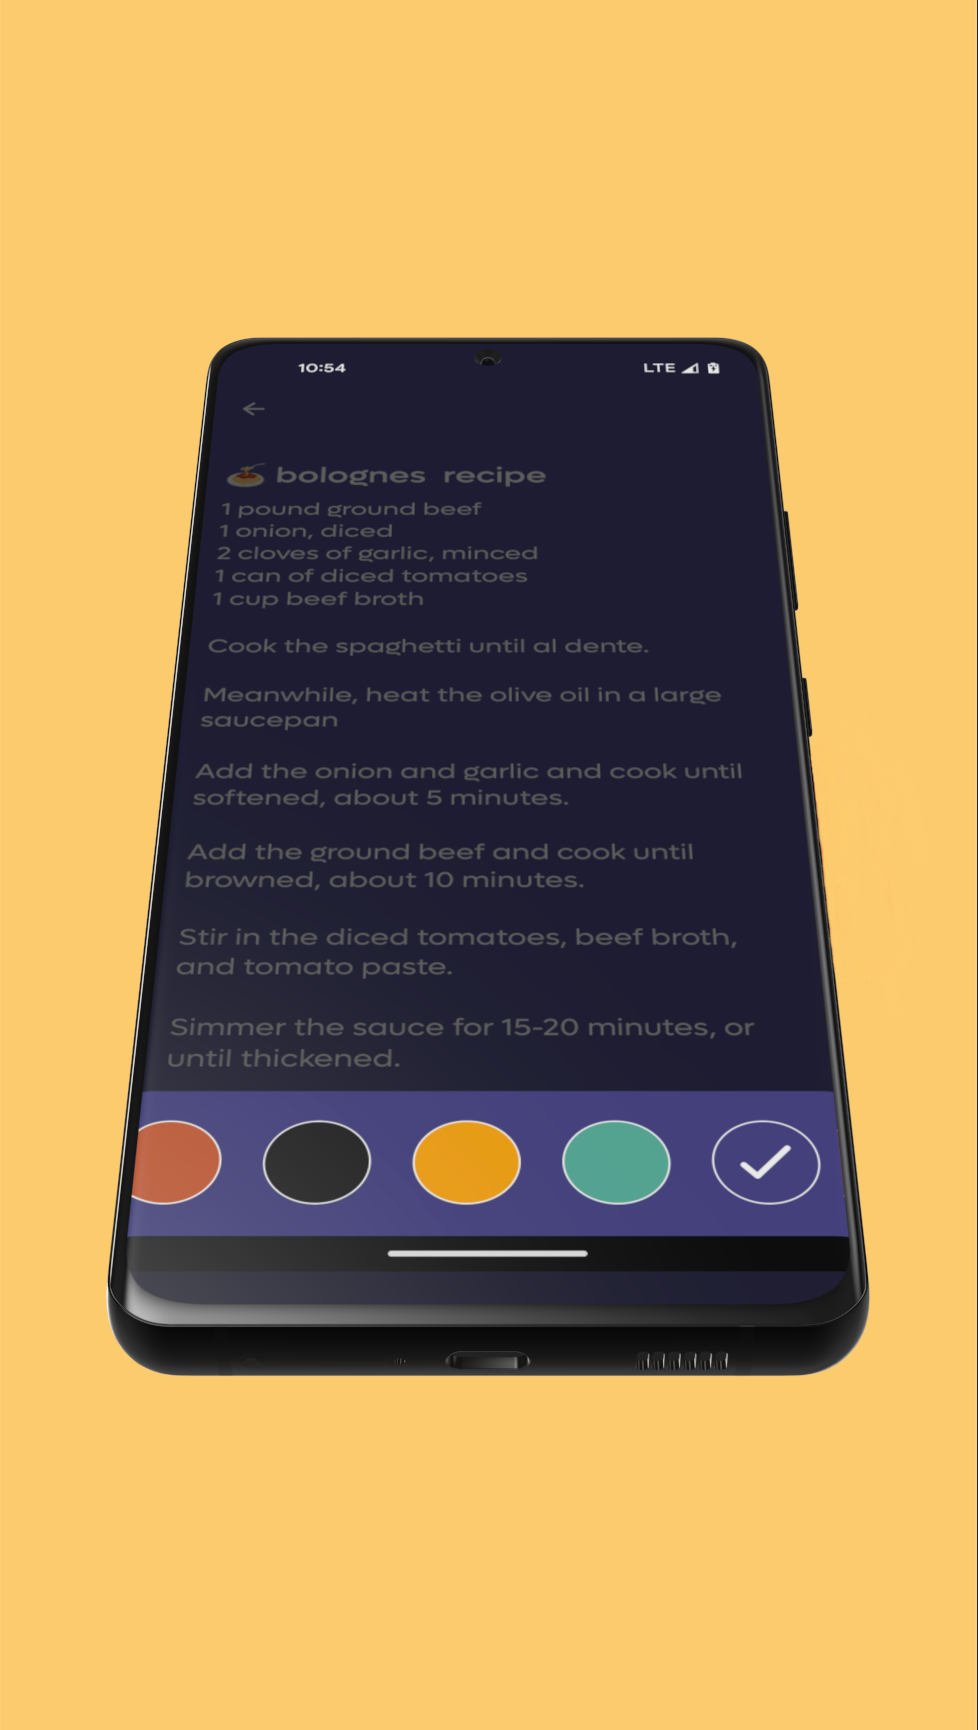 10:54
LTE
bolognes recipe
1 pound ground beef
1 onion, diced
2 cloves of garlic, minced
1 can of diced tomatoes
1 cup beef broth
Cook the spaghetti until al dente.
Meanwhile, heat the olive oil in a large
saucepan
Add the onion and garlic and cook until
softened, about 5 minutes.
Add the ground beef and cook until
browned, about 10 minutes.
Stir in the diced tomatoes, beef broth,
and tomato paste.
Simmer the sauce for 15-20 minutes, or
until thickened.